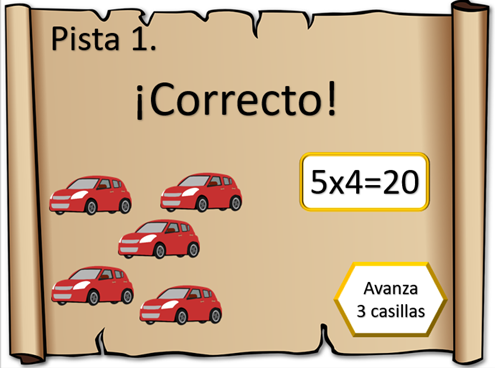 Pista 1.
¡Correcto!
5x4=20
Avanza
3 casillas